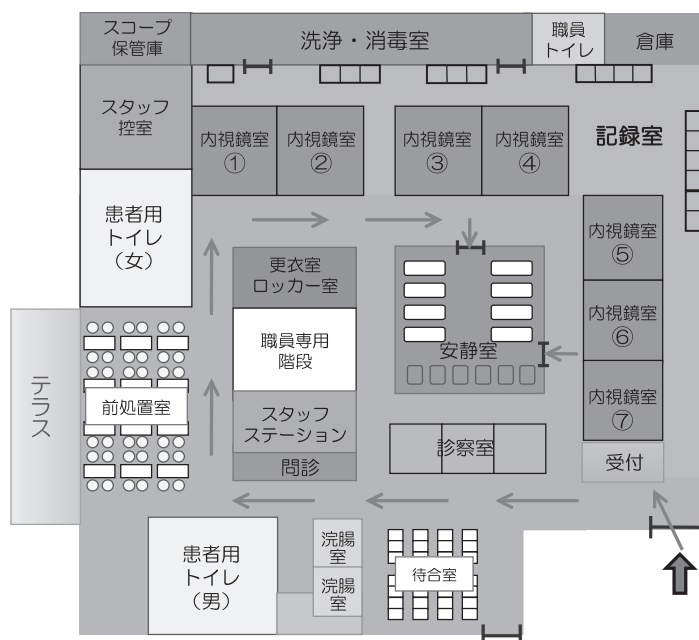 スコープ
保管庫
洗浄・消毒室
職員
トイレ
倉庫
スタッフ
控室
内視鏡室
①
内視鏡室
②
内視鏡室
③
内視鏡室
④
記録室
患者用
トイレ
（女）
更衣室
ロッカー室
内視鏡室
⑤
職員専用
階段
安静室
内視鏡室
⑥
テラス
前処置室
スタッフ
ステーション
内視鏡室
⑦
診察室
問診
受付
患者用
トイレ
（男）
浣腸
室
浣腸
室
待合室